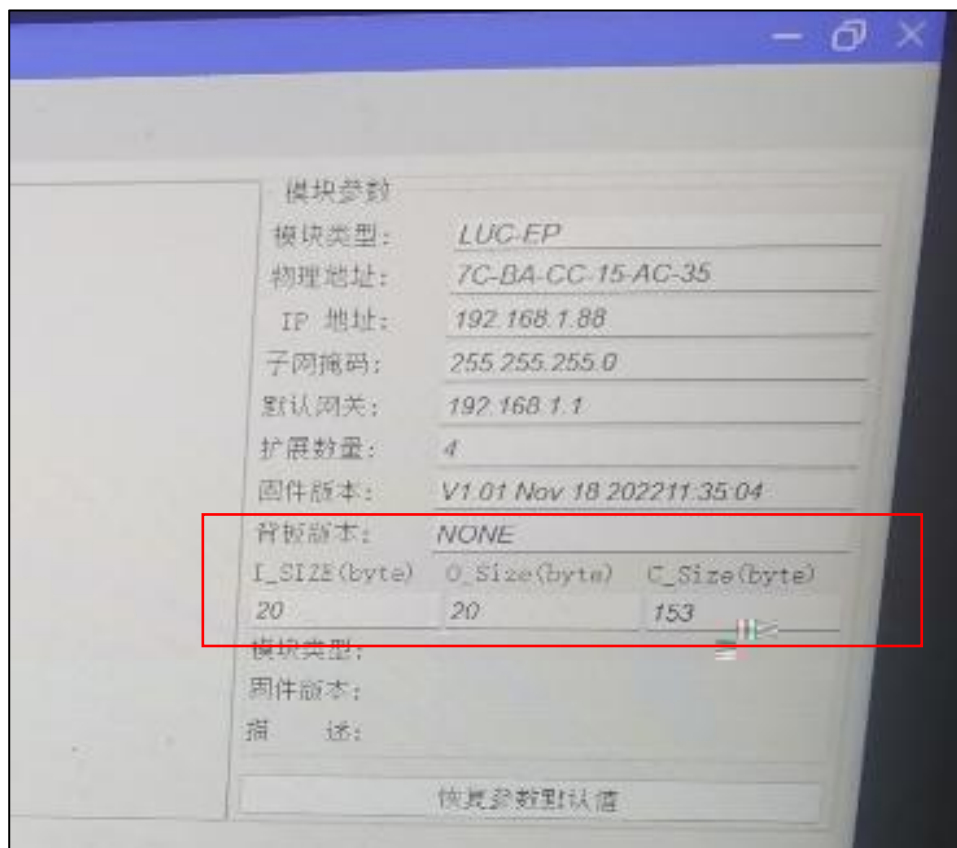 模块参数
模块类型: LUC-EP
物理地址: 7C-BA-CC-15-AC-35
IP 地址: 192.168.1.88
子网掩码: 255.255.255.0
默认网关: 192.168.1.1
扩展数量: 4
固件版本: V1.01 Nov 18 202211:35:04
背板版本: NONE
I_SIZE(byte) O_Size(byte) C_Size(byte)
20 20 153
模块类型:
固件版本:
描 述:
恢复参数默认值